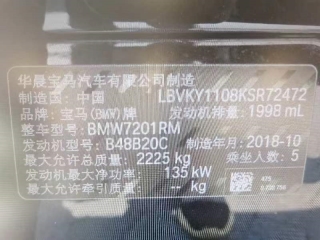 华晨宝马汽车有限公司制造
制造国: 中国 LBVKY1108KSR72472
品牌: 宝马(BMW)牌 发动机排量: 1998 mL
整车型号: BMW7201RM
发动机型号: B48B20C 制造年月: 2018-10
最大允许总质量: 2225 kg 乘坐人数: 5
发动机最大净功率: 135 kW
最大允许牵引质量: -- kg